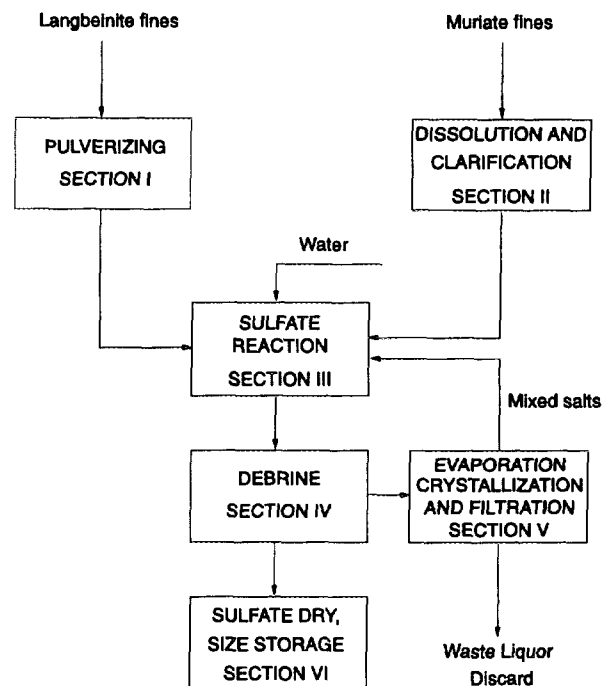 Langbeinite fines
Muriate fines
PULVERIZING
SECTION I
DISSOLUTION AND
CLARIFICATION
SECTION II
Water
SULFATE
REACTION
SECTION III
Mixed salts
DEBRINE
SECTION IV
EVAPORATION
CRYSTALLIZATION
AND FILTRATION
SECTION V
SULFATE DRY,
SIZE STORAGE
SECTION VI
Waste Liquor
Discard